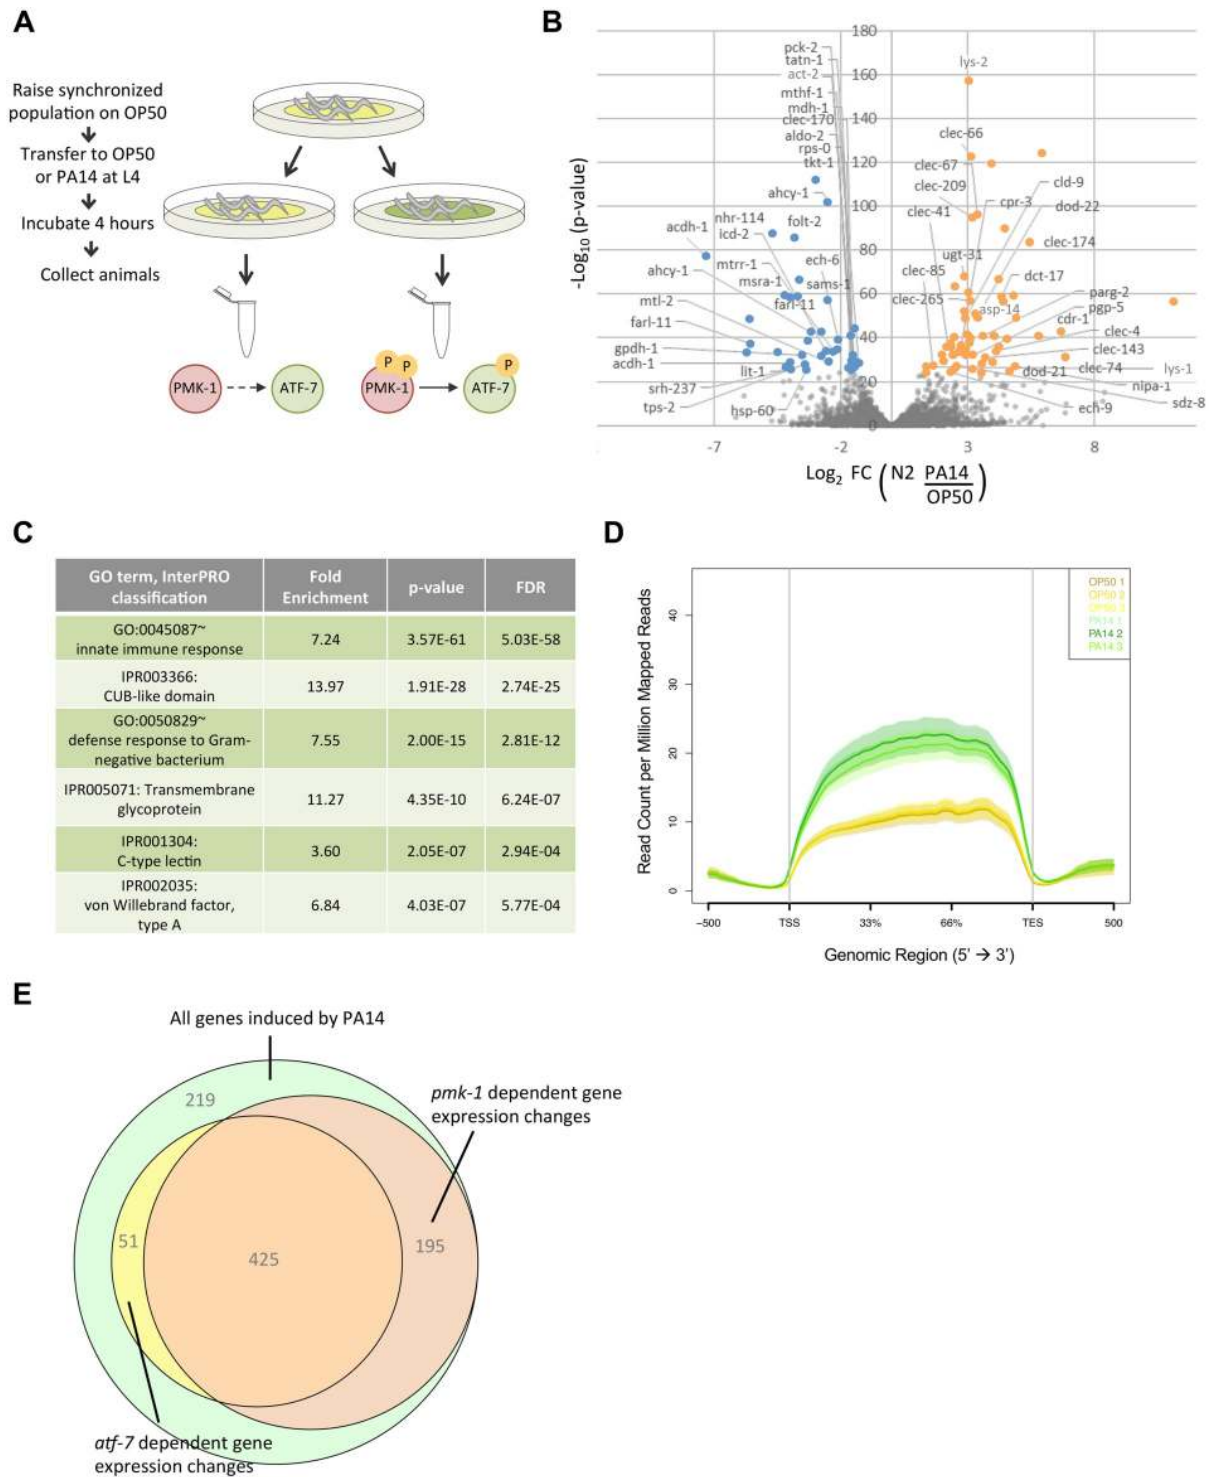 A
Raise synchronized
population on OP50
Transfer to OP50
or PA14 at L4
Incubate 4 hours
Collect animals
P
P
P
PMK-1
ATF-7
PMK-1
ATF-7
B
-Log10 (p-value)
180
160
140
120
100
80
60
40
20
0
pck-2
tatn-1
act-2
mthf-1
mdh-1
clec-170
aldo-2
rps-0
tkt-1
ahcy-1
nhr-114
folt-2
icd-2
acdh-1
ech-6
mtrr-1
ahcy-1
msra-1
sams-1
mtl-2
farl-11
farl-11
gpdh-1
acdh-1
lit-1
srh-237
tps-2
hsp-60
lys-2
clec-66
clec-67
cld-9
clec-209
cpr-3
dod-22
clec-41
clec-174
ugt-31
clec-85
dct-17
clec-265
asp-14
parg-2
pgp-5
cdr-1
clec-4
clec-143
clec-74
lys-1
dod-21
nipa-1
ech-9
sdz-8
-7
-2
3
8
Log2 FC ( N2 PA14
OP50 )
C
GO term, InterPRO
classification
Fold
Enrichment
p-value
FDR
GO:0045087~
innate immune response
7.24
3.57E-61
5.03E-58
IPR003366:
CUB-like domain
13.97
1.91E-28
2.74E-25
GO:0050829~
defense response to Gram-
negative bacterium
7.55
2.00E-15
2.81E-12
IPR005071: Transmembrane
glycoprotein
11.27
4.35E-10
6.24E-07
IPR001304:
C-type lectin
3.60
2.05E-07
2.94E-04
IPR002035:
von Willebrand factor,
type A
6.84
4.03E-07
5.77E-04
D
Read Count per Million Mapped Reads
40
30
20
10
0
OP50 1
OP50 2
OP50 3
PA14 1
PA14 2
PA14 3
-500
TSS
33%
66%
TES
500
Genomic Region (5' → 3')
E
All genes induced by PA14
219
pmk-1 dependent gene
expression changes
51
425
195
atf-7 dependent gene
expression changes